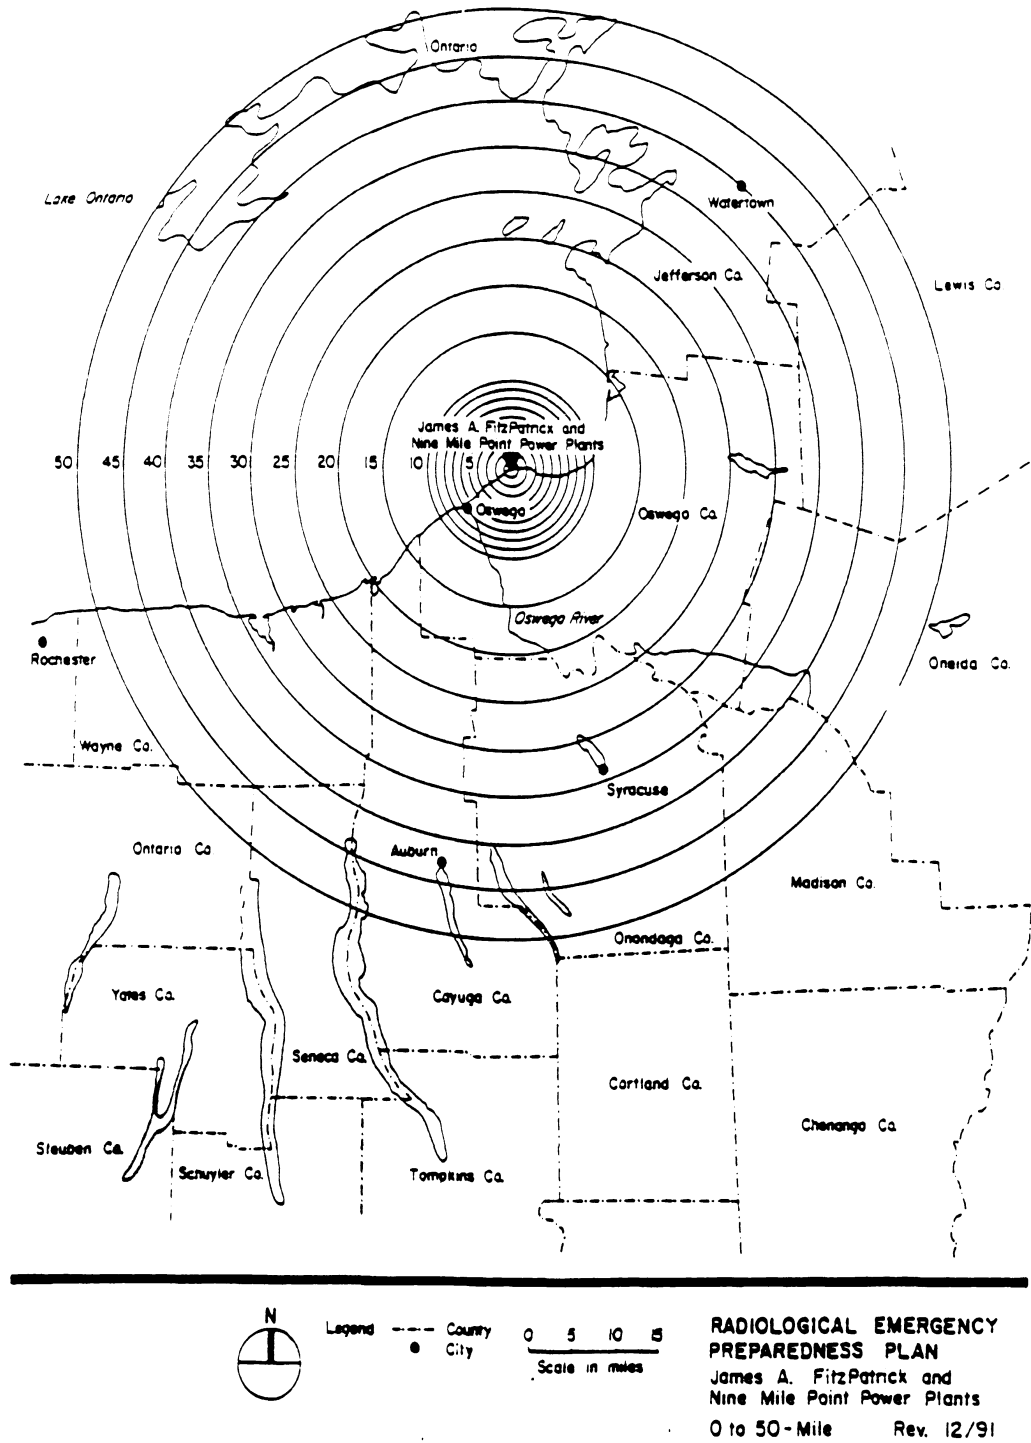 Ontario
Lake Ontario
Watertown
Jefferson Co.
Lewis Co
James A. FitzPatrick and
Nine Mile Point Power Plants
50 45 40 35 30 25 20 15 10 5
Oswego
Oswego Co.
Oswego River
Rochester
Oneida Co.
Wayne Co.
Syracuse
Ontario Co
Auburn
Madison Co.
Onondaga Co.
Yates Co.
Cayuga Co.
Seneca Co.
Cortland Co.
Chenango Co.
Steuben Co.
Schuyler Co.
Tompkins Co.
N
Legend County
City
0 5 10 15
Scale in miles
RADIOLOGICAL EMERGENCY
PREPAREDNESS PLAN
James A. FitzPatrick and
Nine Mile Point Power Plants
0 to 50-Mile Rev. 12/91